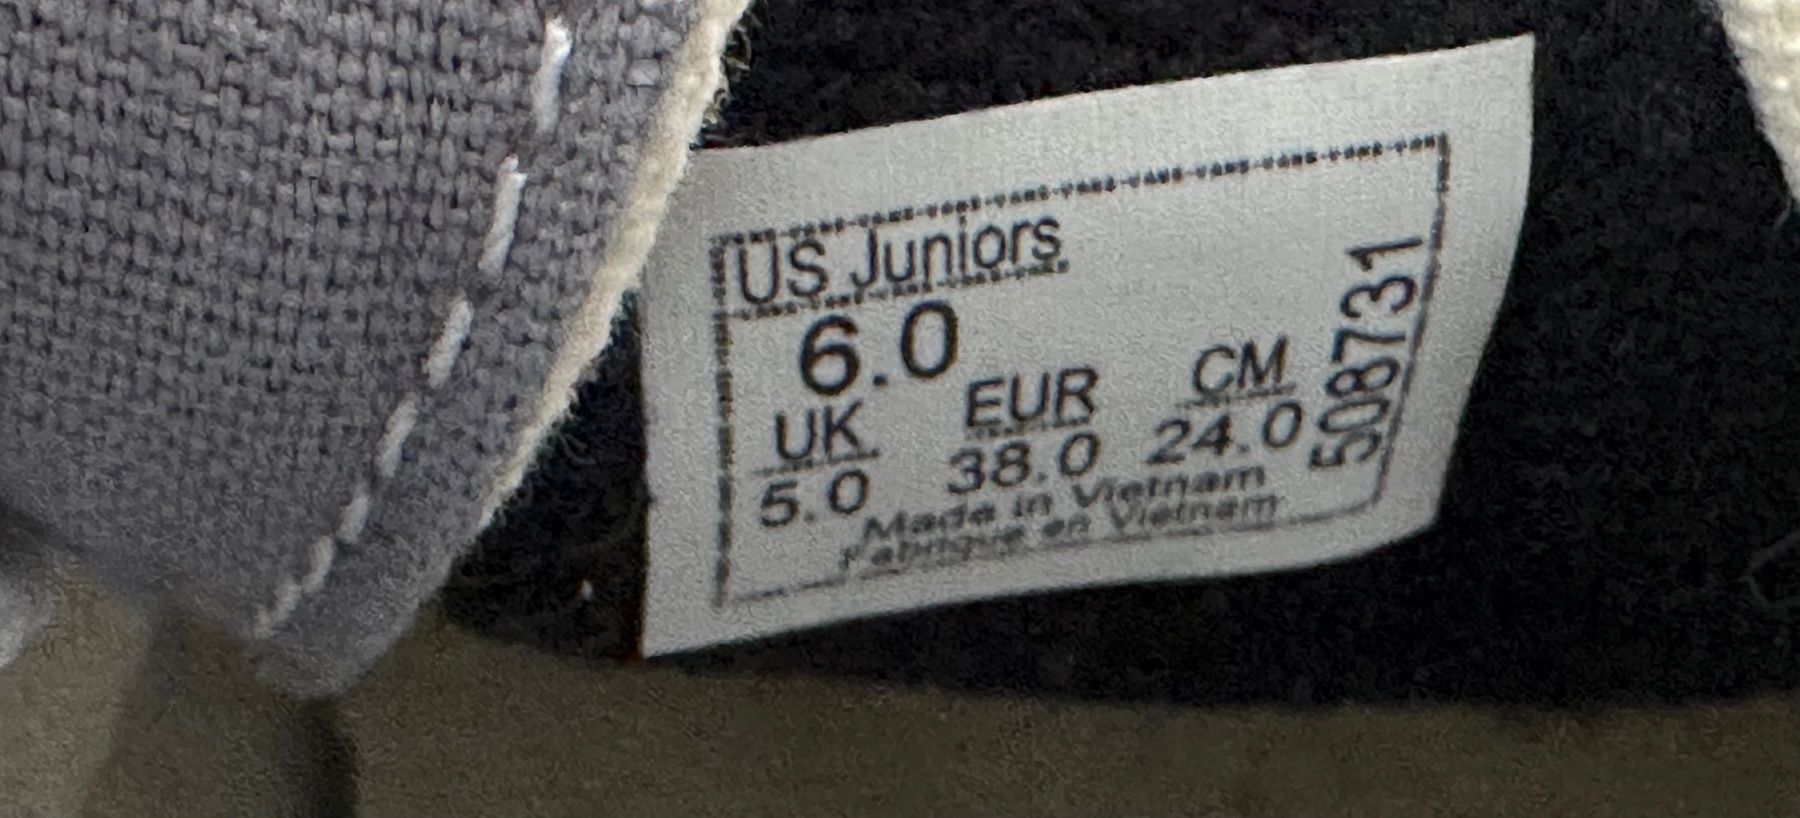 US Juniors
6.0
UK EUR CM
5.0 38.0 24.0
Made in Vietnam
Fabriqué en Vietnam
508731